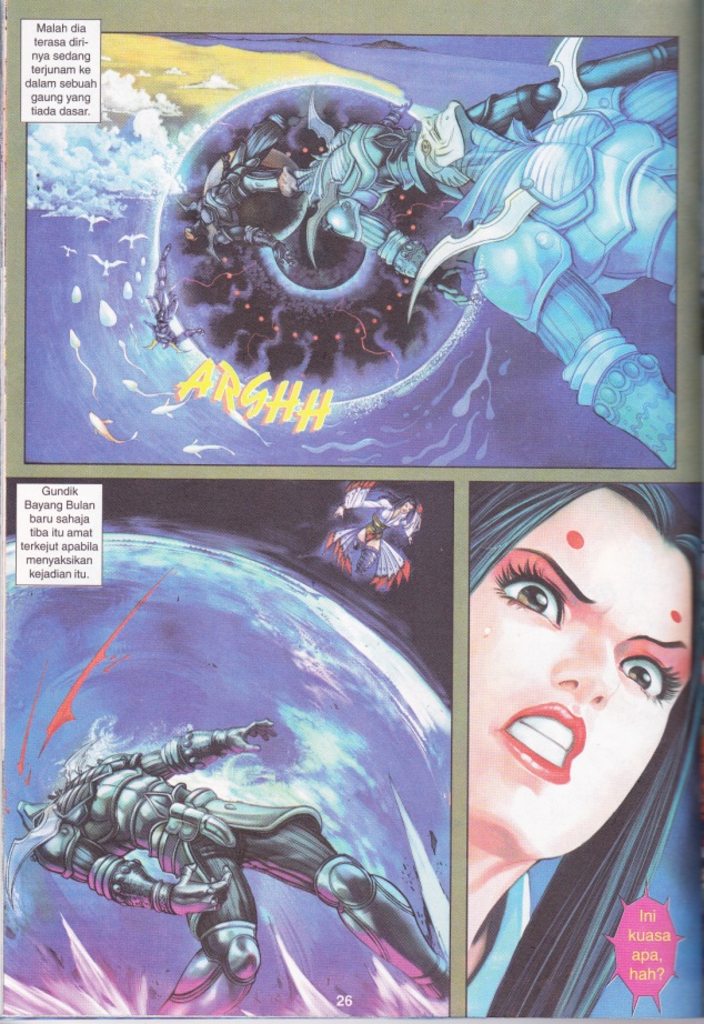 Malah dia
terasa diri-
nya sedang
terjunam ke
dalam sebuah
gaung yang
tiada dasar.
ARGHH
Gundik
Bayang Bulan
baru sahaja
tiba itu amat
terkejut apabila
menyaksikan
kejadian itu.
Ini
kuasa
apa,
hah?
26